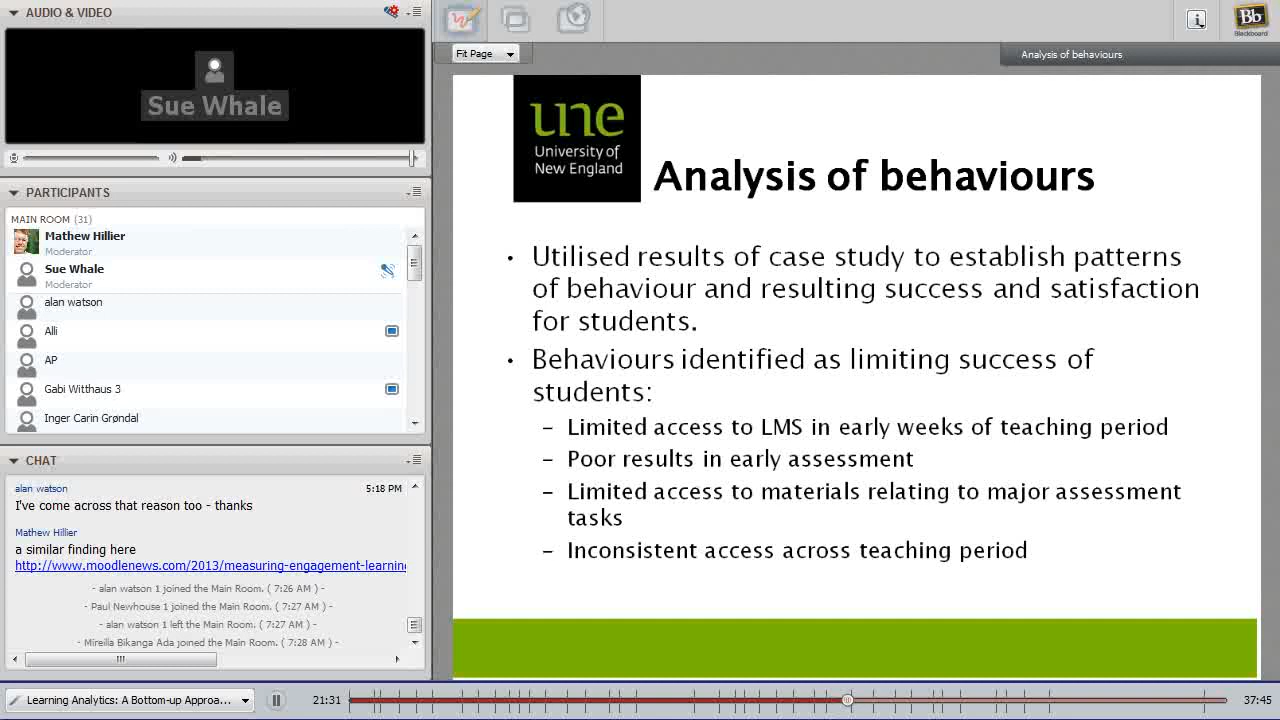 AUDIO & VIDEO
Sue Whale
PARTICIPANTS
MAIN ROOM (31)
Mathew Hillier
Moderator
Sue Whale
Moderator
alan watson
Alli
AP
Gabi Witthaus 3
Inger Carin Grøndal
CHAT
alan watson 5:18 PM
I've come across that reason too - thanks
Mathew Hillier
a similar finding here
http://www.moodlenews.com/2013/measuring-engagement-learning
- alan watson 1 joined the Main Room. ( 7:26 AM ) -
- Paul Newhouse 1 joined the Main Room. ( 7:27 AM ) -
- alan watson 1 left the Main Room. ( 7:27 AM ) -
- Mireilla Bikanga Ada joined the Main Room. ( 7:28 AM ) -
Bb
Blackboard
Fit Page
Analysis of behaviours
une
University of
New England
Analysis of behaviours
• Utilised results of case study to establish patterns
of behaviour and resulting success and satisfaction
for students.
• Behaviours identified as limiting success of
students:
– Limited access to LMS in early weeks of teaching period
– Poor results in early assessment
– Limited access to materials relating to major assessment
tasks
– Inconsistent access across teaching period
Learning Analytics: A Bottom-up Approa...
21:31
37:45